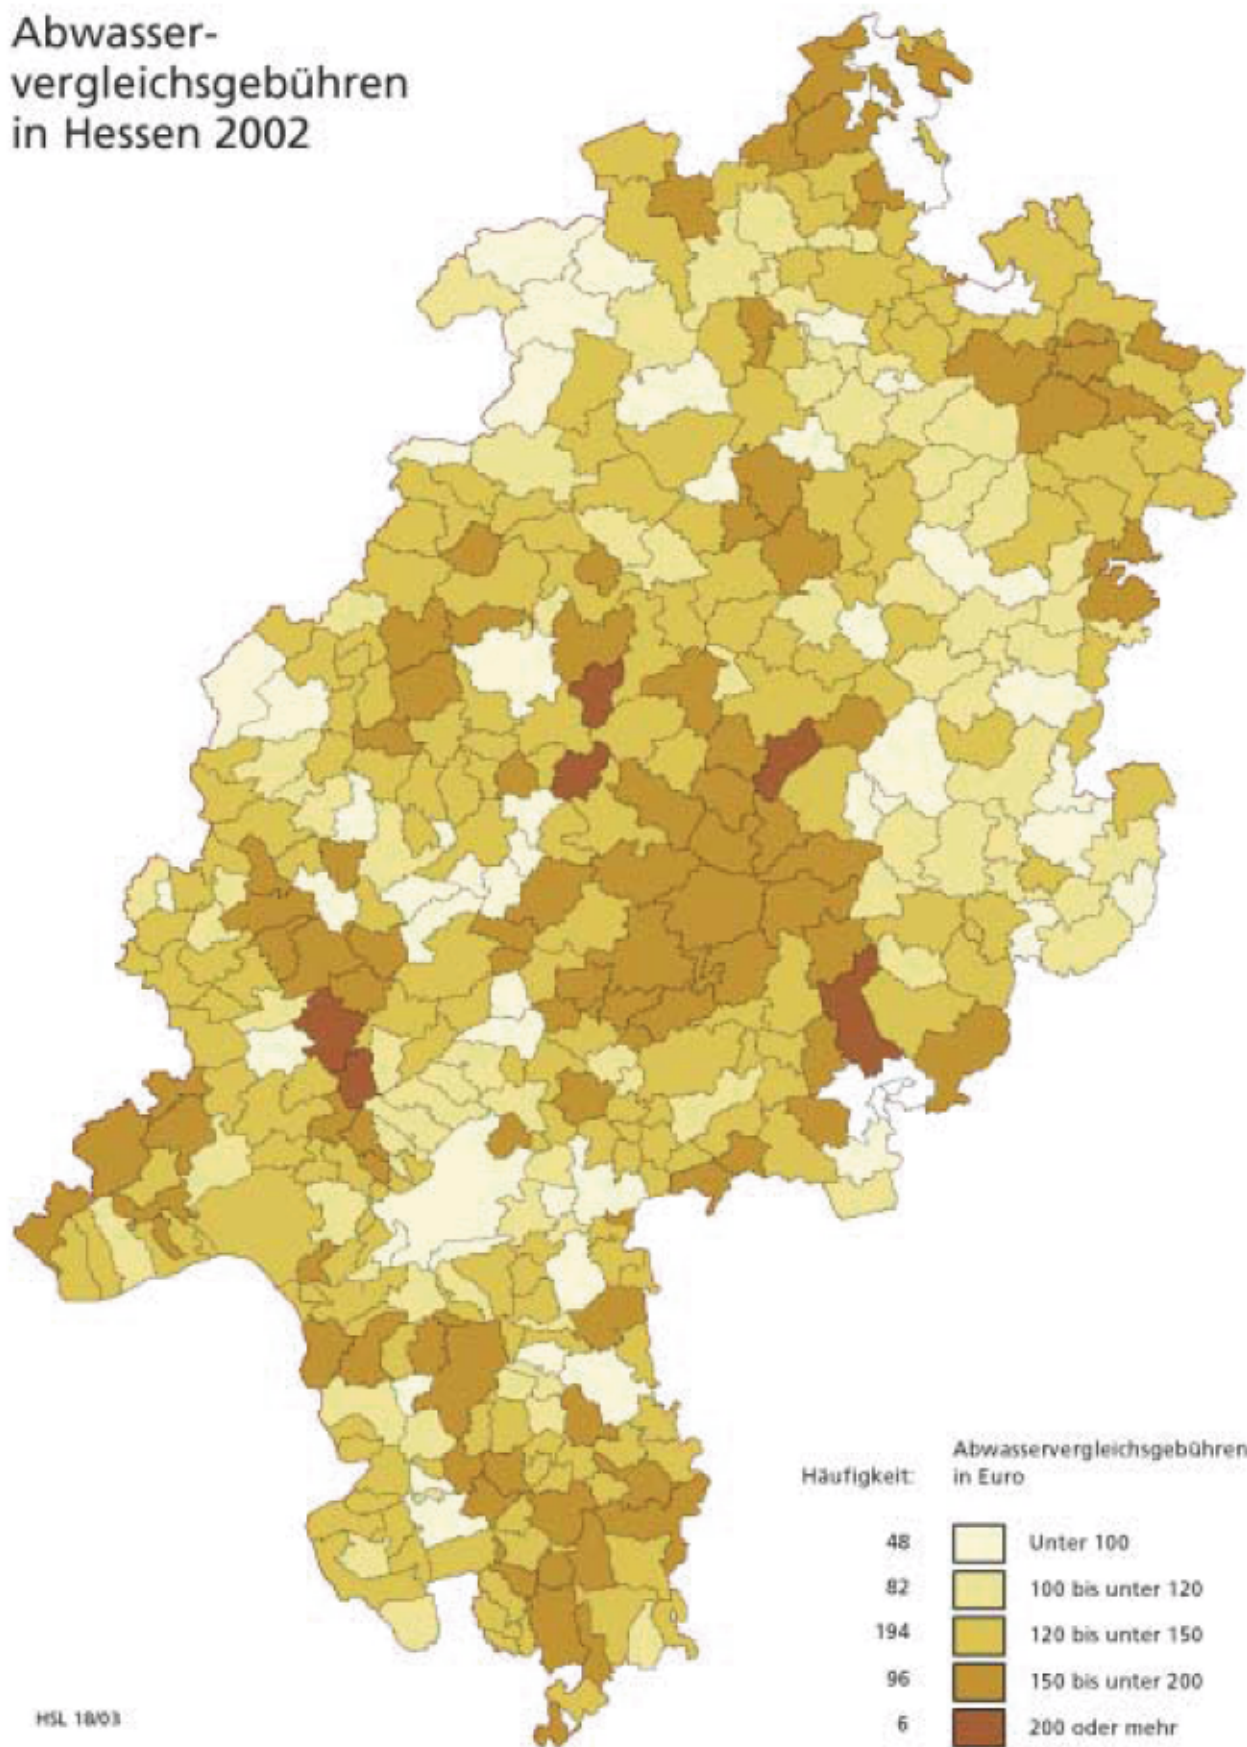 Abwasser-
vergleichsgebühren
in Hessen 2002
Häufigkeit:
Abwasservergleichsgebühren
in Euro
48 Unter 100
82 100 bis unter 120
194 120 bis unter 150
96 150 bis unter 200
6 200 oder mehr
HSL 18/03